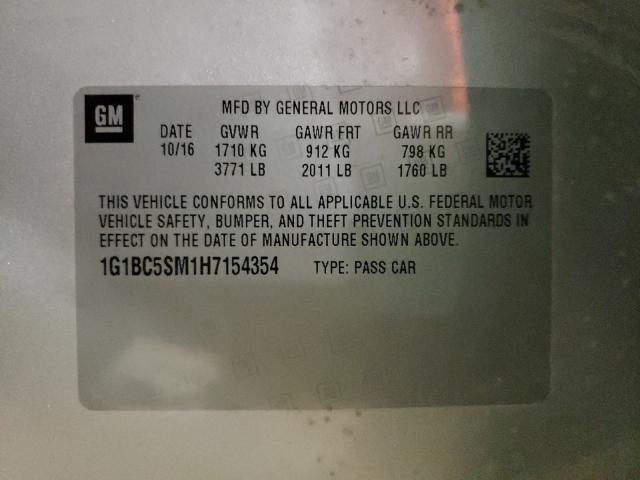 GM
MFD BY GENERAL MOTORS LLC
DATE GVWR GAWR FRT GAWR RR
10/16 1710 KG 912 KG 798 KG
3771 LB 2011 LB 1760 LB
THIS VEHICLE CONFORMS TO ALL APPLICABLE U.S. FEDERAL MOTOR
VEHICLE SAFETY, BUMPER, AND THEFT PREVENTION STANDARDS IN
EFFECT ON THE DATE OF MANUFACTURE SHOWN ABOVE.
1G1BC5SM1H7154354 TYPE: PASS CAR